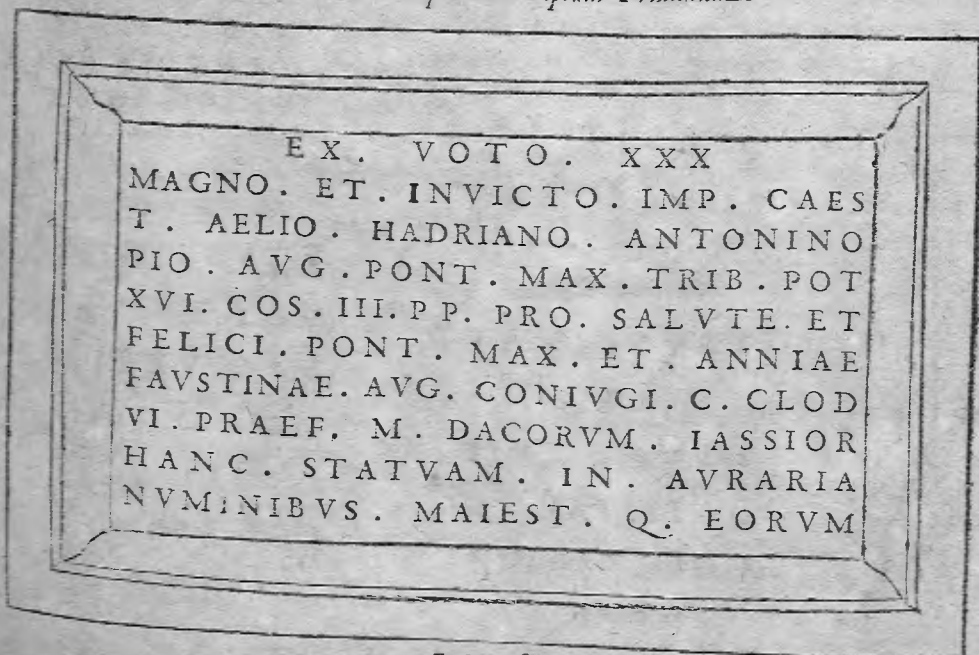 EX. VOTO. XXX
MAGNO. ET. INVICTO. IMP. CAES
T. AELIO. HADRIANO. ANTONINO
PIO. AVG. PONT. MAX. TRIB. POT
XVI. COS. III. P P. PRO. SALVTE. ET
FELICI. PONT. MAX. ET. ANNIAE
FAVSTINAE. AVG. CONIVGI. C. CLOD
VI. PRAEF. M. DACORVM. IASSIOR
HANC. STATVAM. IN. AVRARIA
NVMINIBVS. MAIEST. Q. EORVM